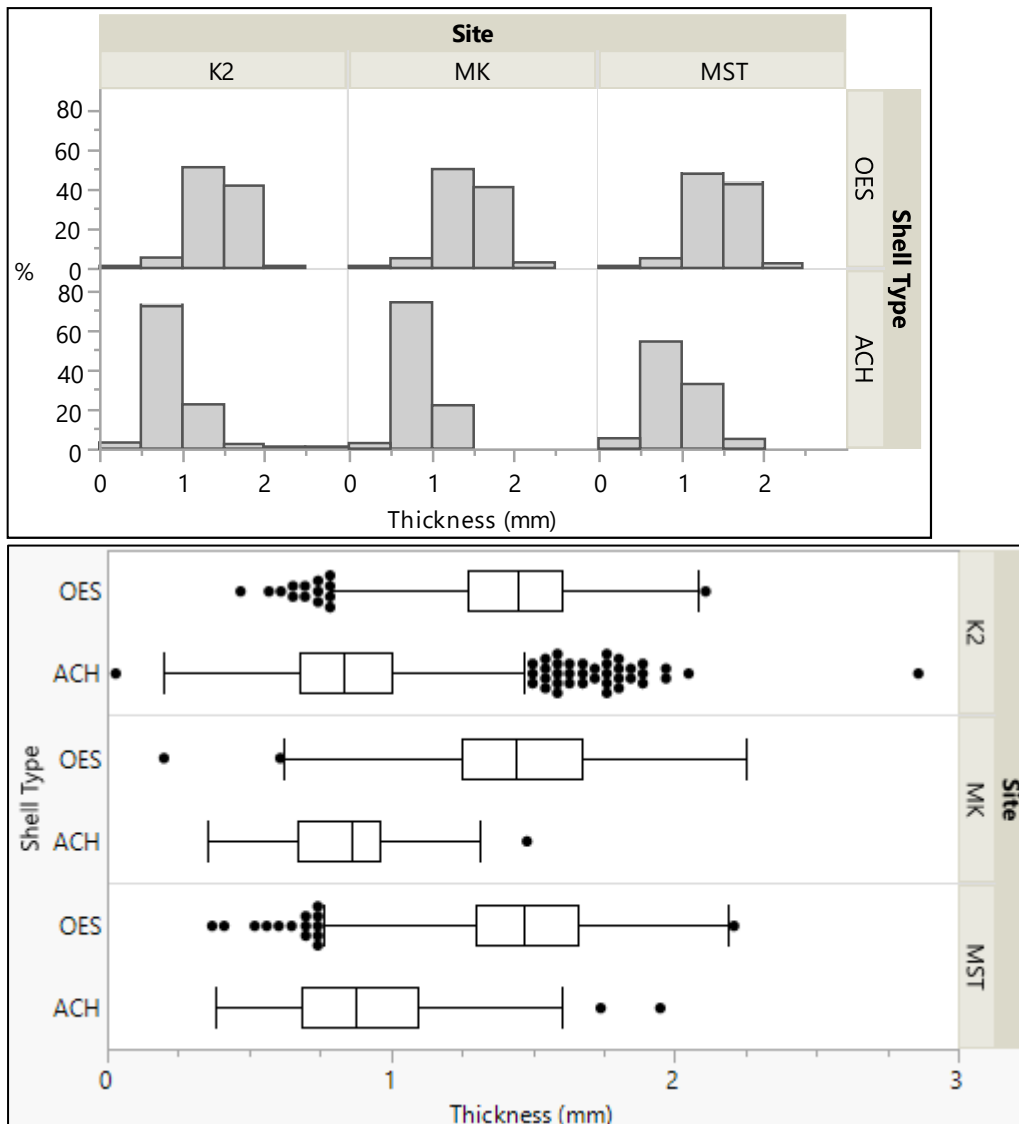 Site
K2 MK MST
80
60
40
20
0
OES
%
80
60
40
20
0
ACH
Shell Type
0 1 2 0 1 2 0 1 2
Thickness (mm)
OES
ACH
K2
OES
ACH
MK
OES
ACH
MST
Shell Type
Site
0 1 2 3
Thickness (mm)